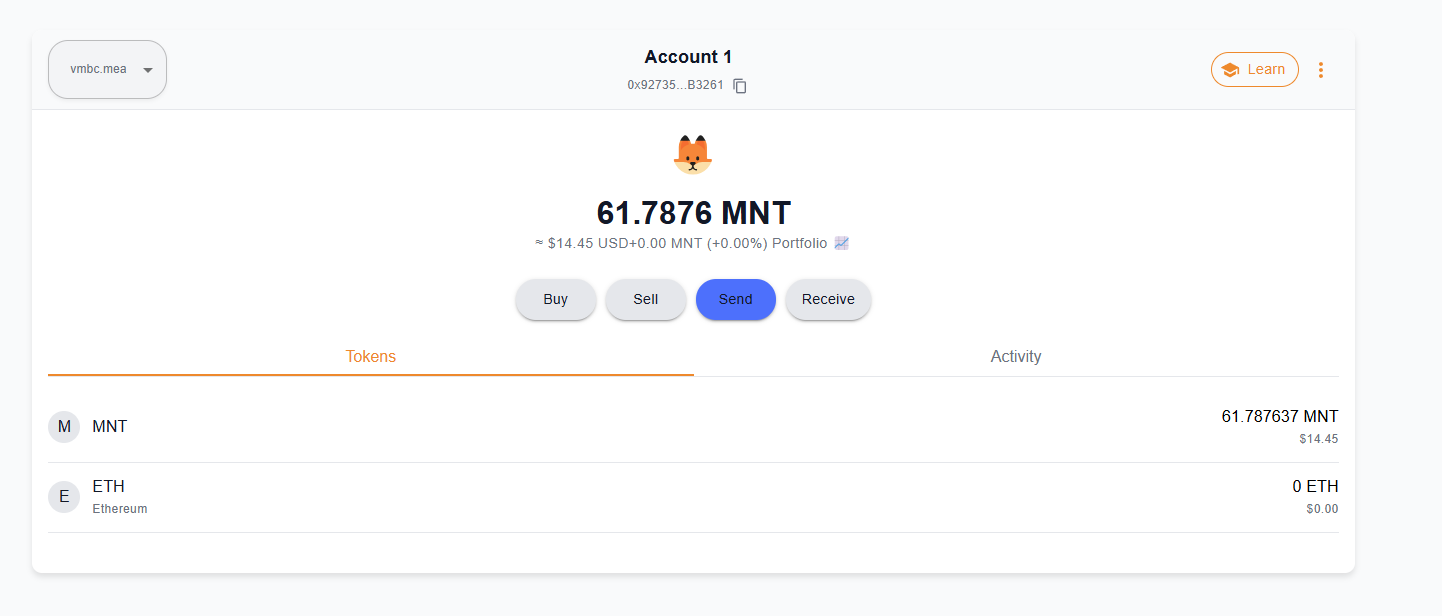 vmbc.mea
Account 1
0x92735...B3261
Learn
61.7876 MNT
≈ $14.45 USD+0.00 MNT (+0.00%) Portfolio 📈
Buy
Sell
Send
Receive
Tokens
Activity
M
MNT
61.787637 MNT
$14.45
E
ETH
Ethereum
0 ETH
$0.00